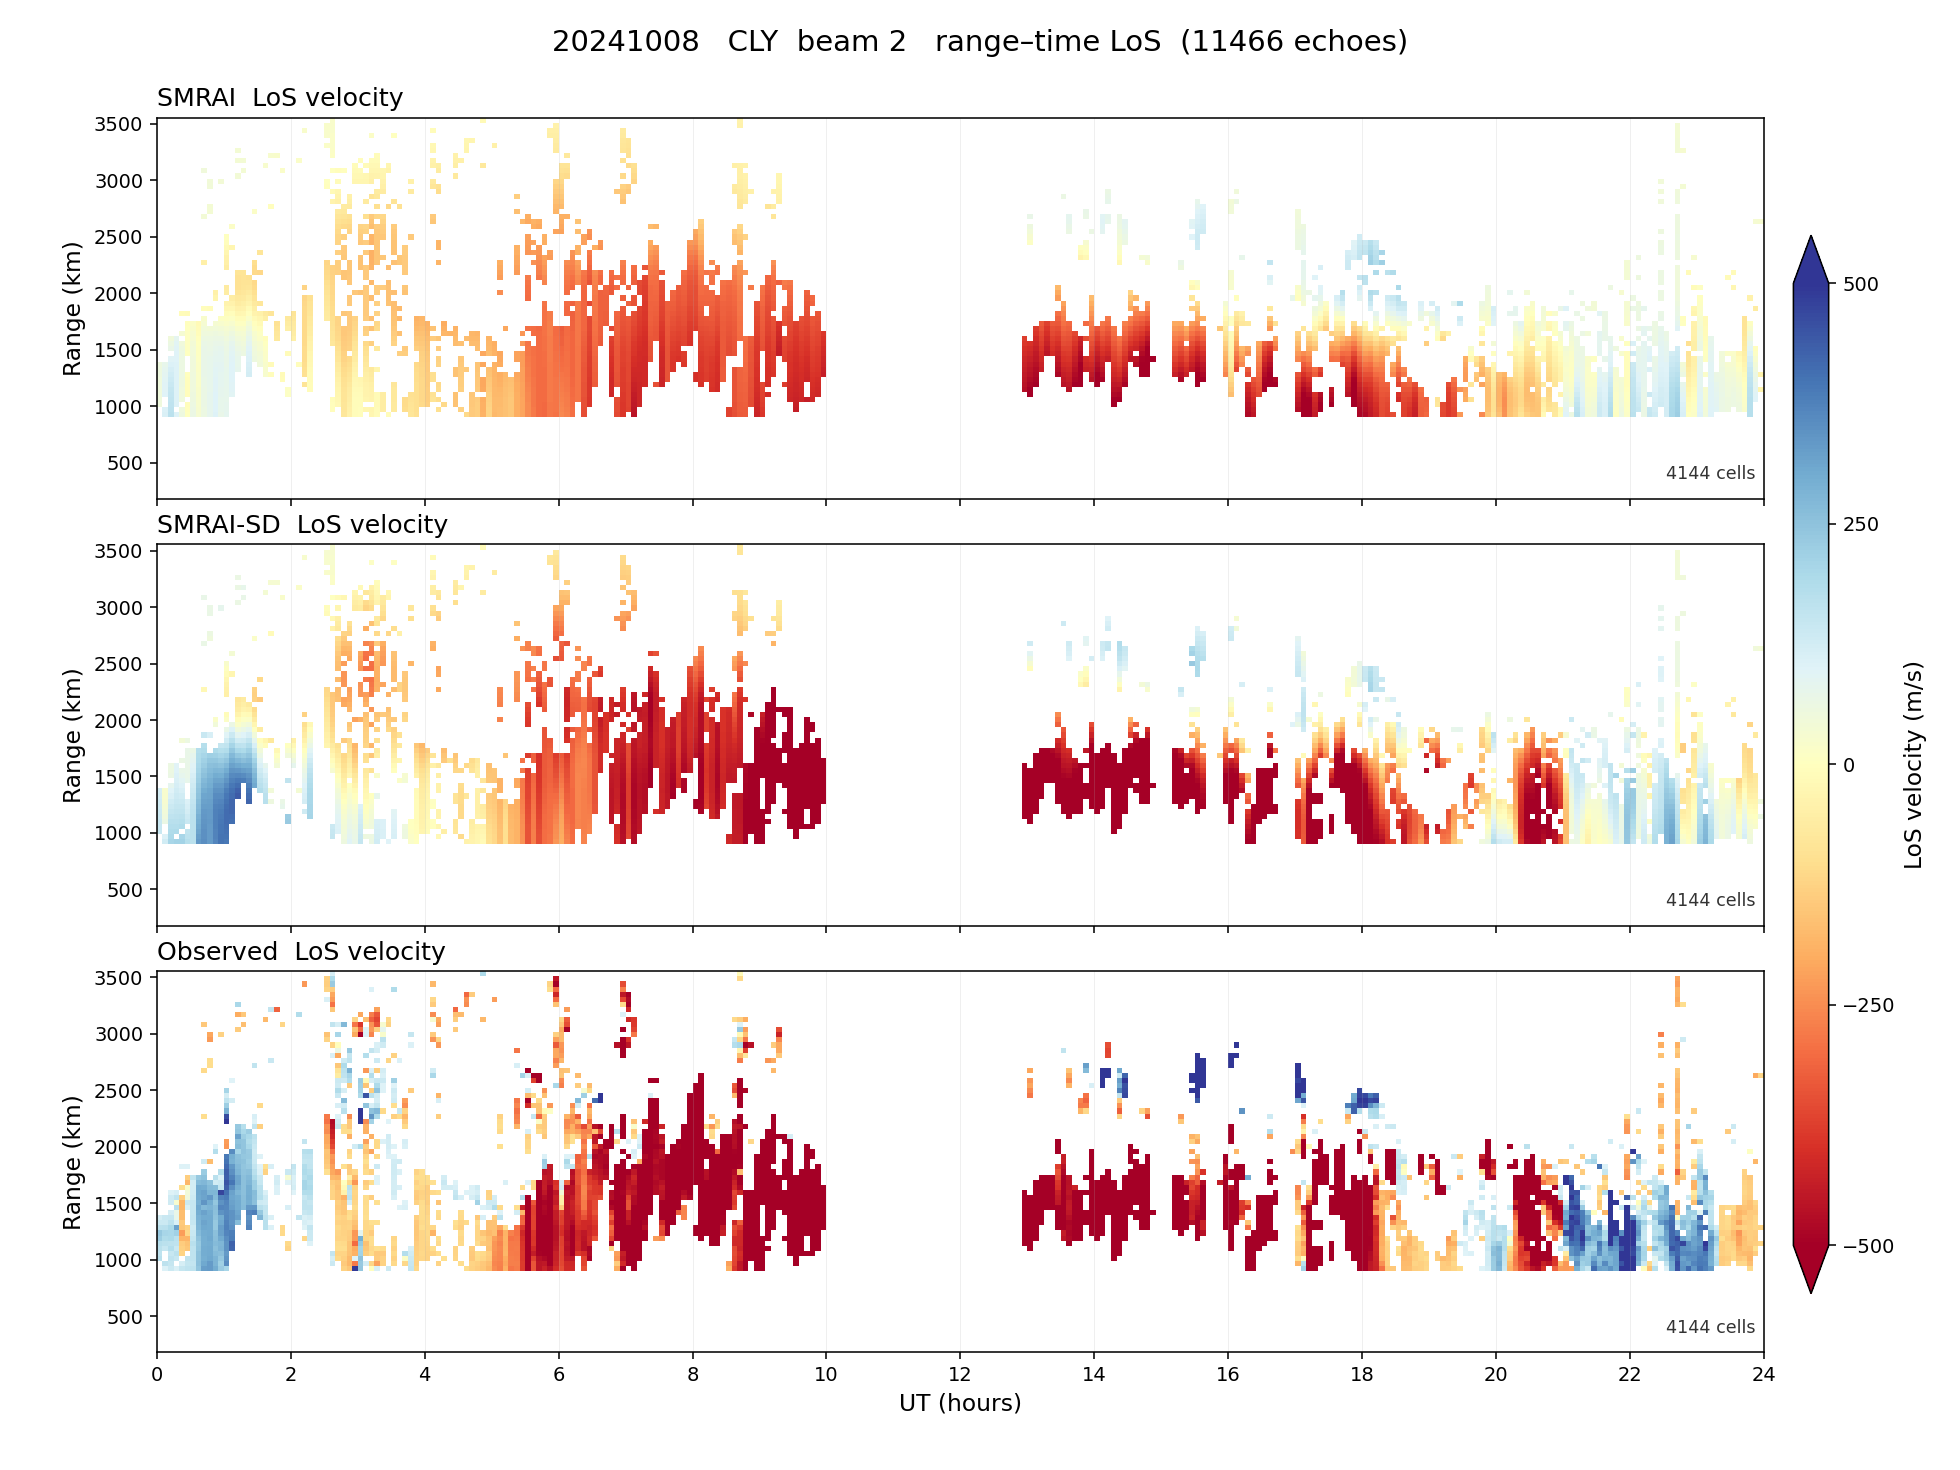 20241008   CLY  beam 2   range–time LoS  (11466 echoes)
SMRAI  LoS velocity
3500
3000
2500
2000
1500
1000
500
Range (km)
4144 cells
SMRAI-SD  LoS velocity
3500
3000
2500
2000
1500
1000
500
Range (km)
4144 cells
Observed  LoS velocity
3500
3000
2500
2000
1500
1000
500
Range (km)
4144 cells
0 2 4 6 8 10 12 14 16 18 20 22 24
UT (hours)
500
250
0
−250
−500
LoS velocity (m/s)